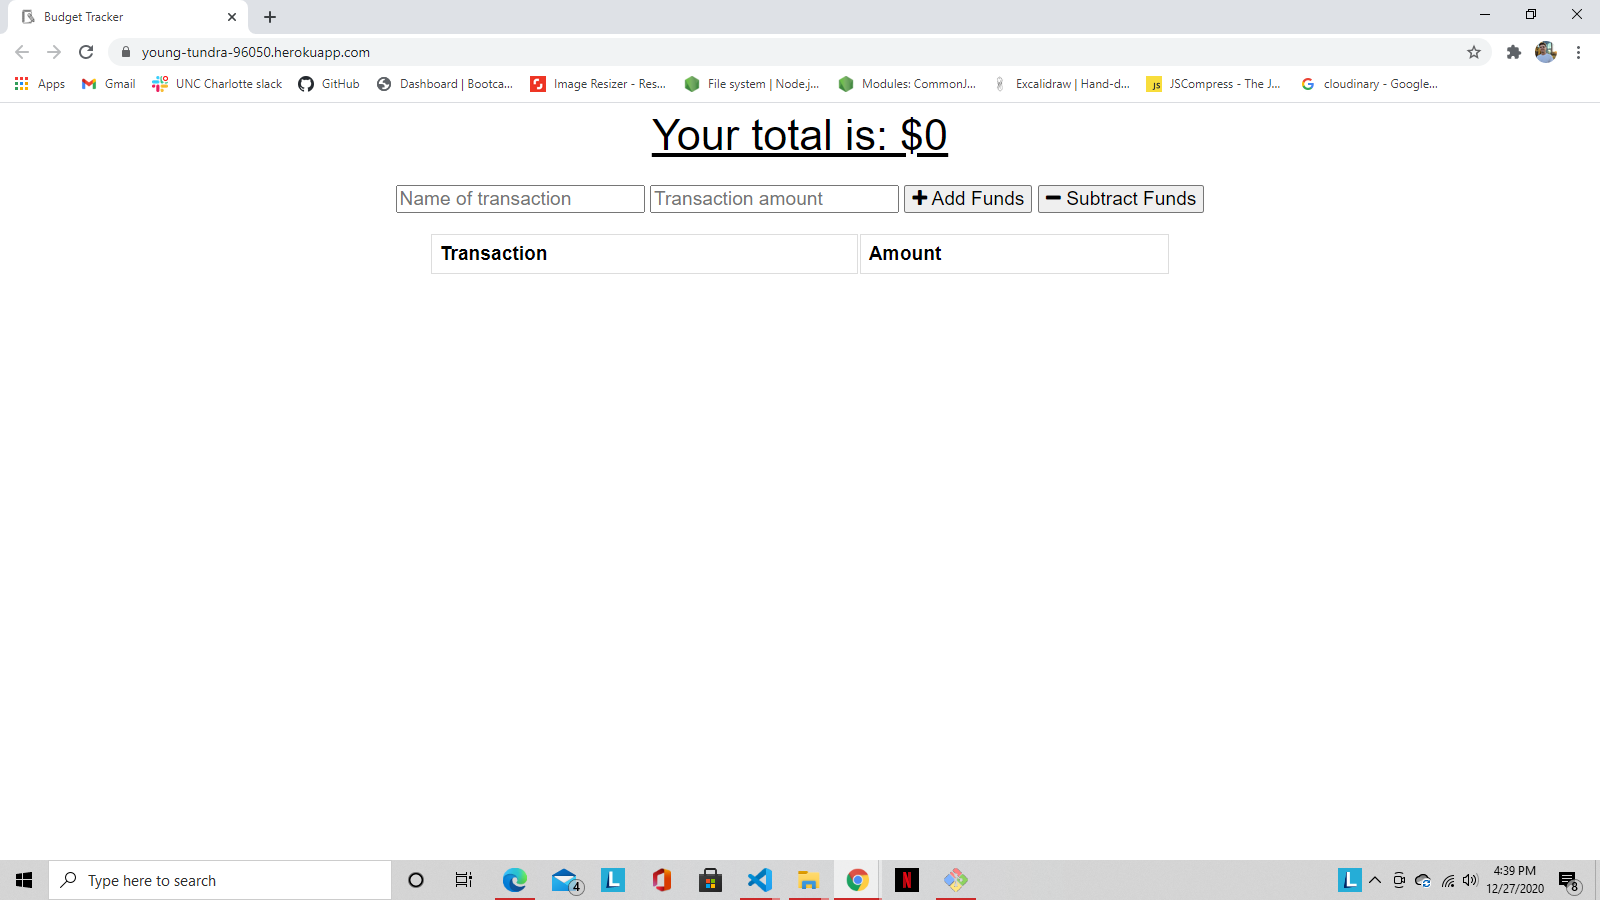 Budget Tracker
young-tundra-96050.herokuapp.com
Apps Gmail UNC Charlotte slack GitHub Dashboard | Bootca... Image Resizer - Res... File system | Node.j... Modules: CommonJ... Excalidraw | Hand-d... JS JSCompress - The J... cloudinary - Google...
Your total is: $0
Name of transaction Transaction amount Add Funds Subtract Funds
Transaction Amount
Type here to search 4 L N L 4:39 PM
12/27/2020 8